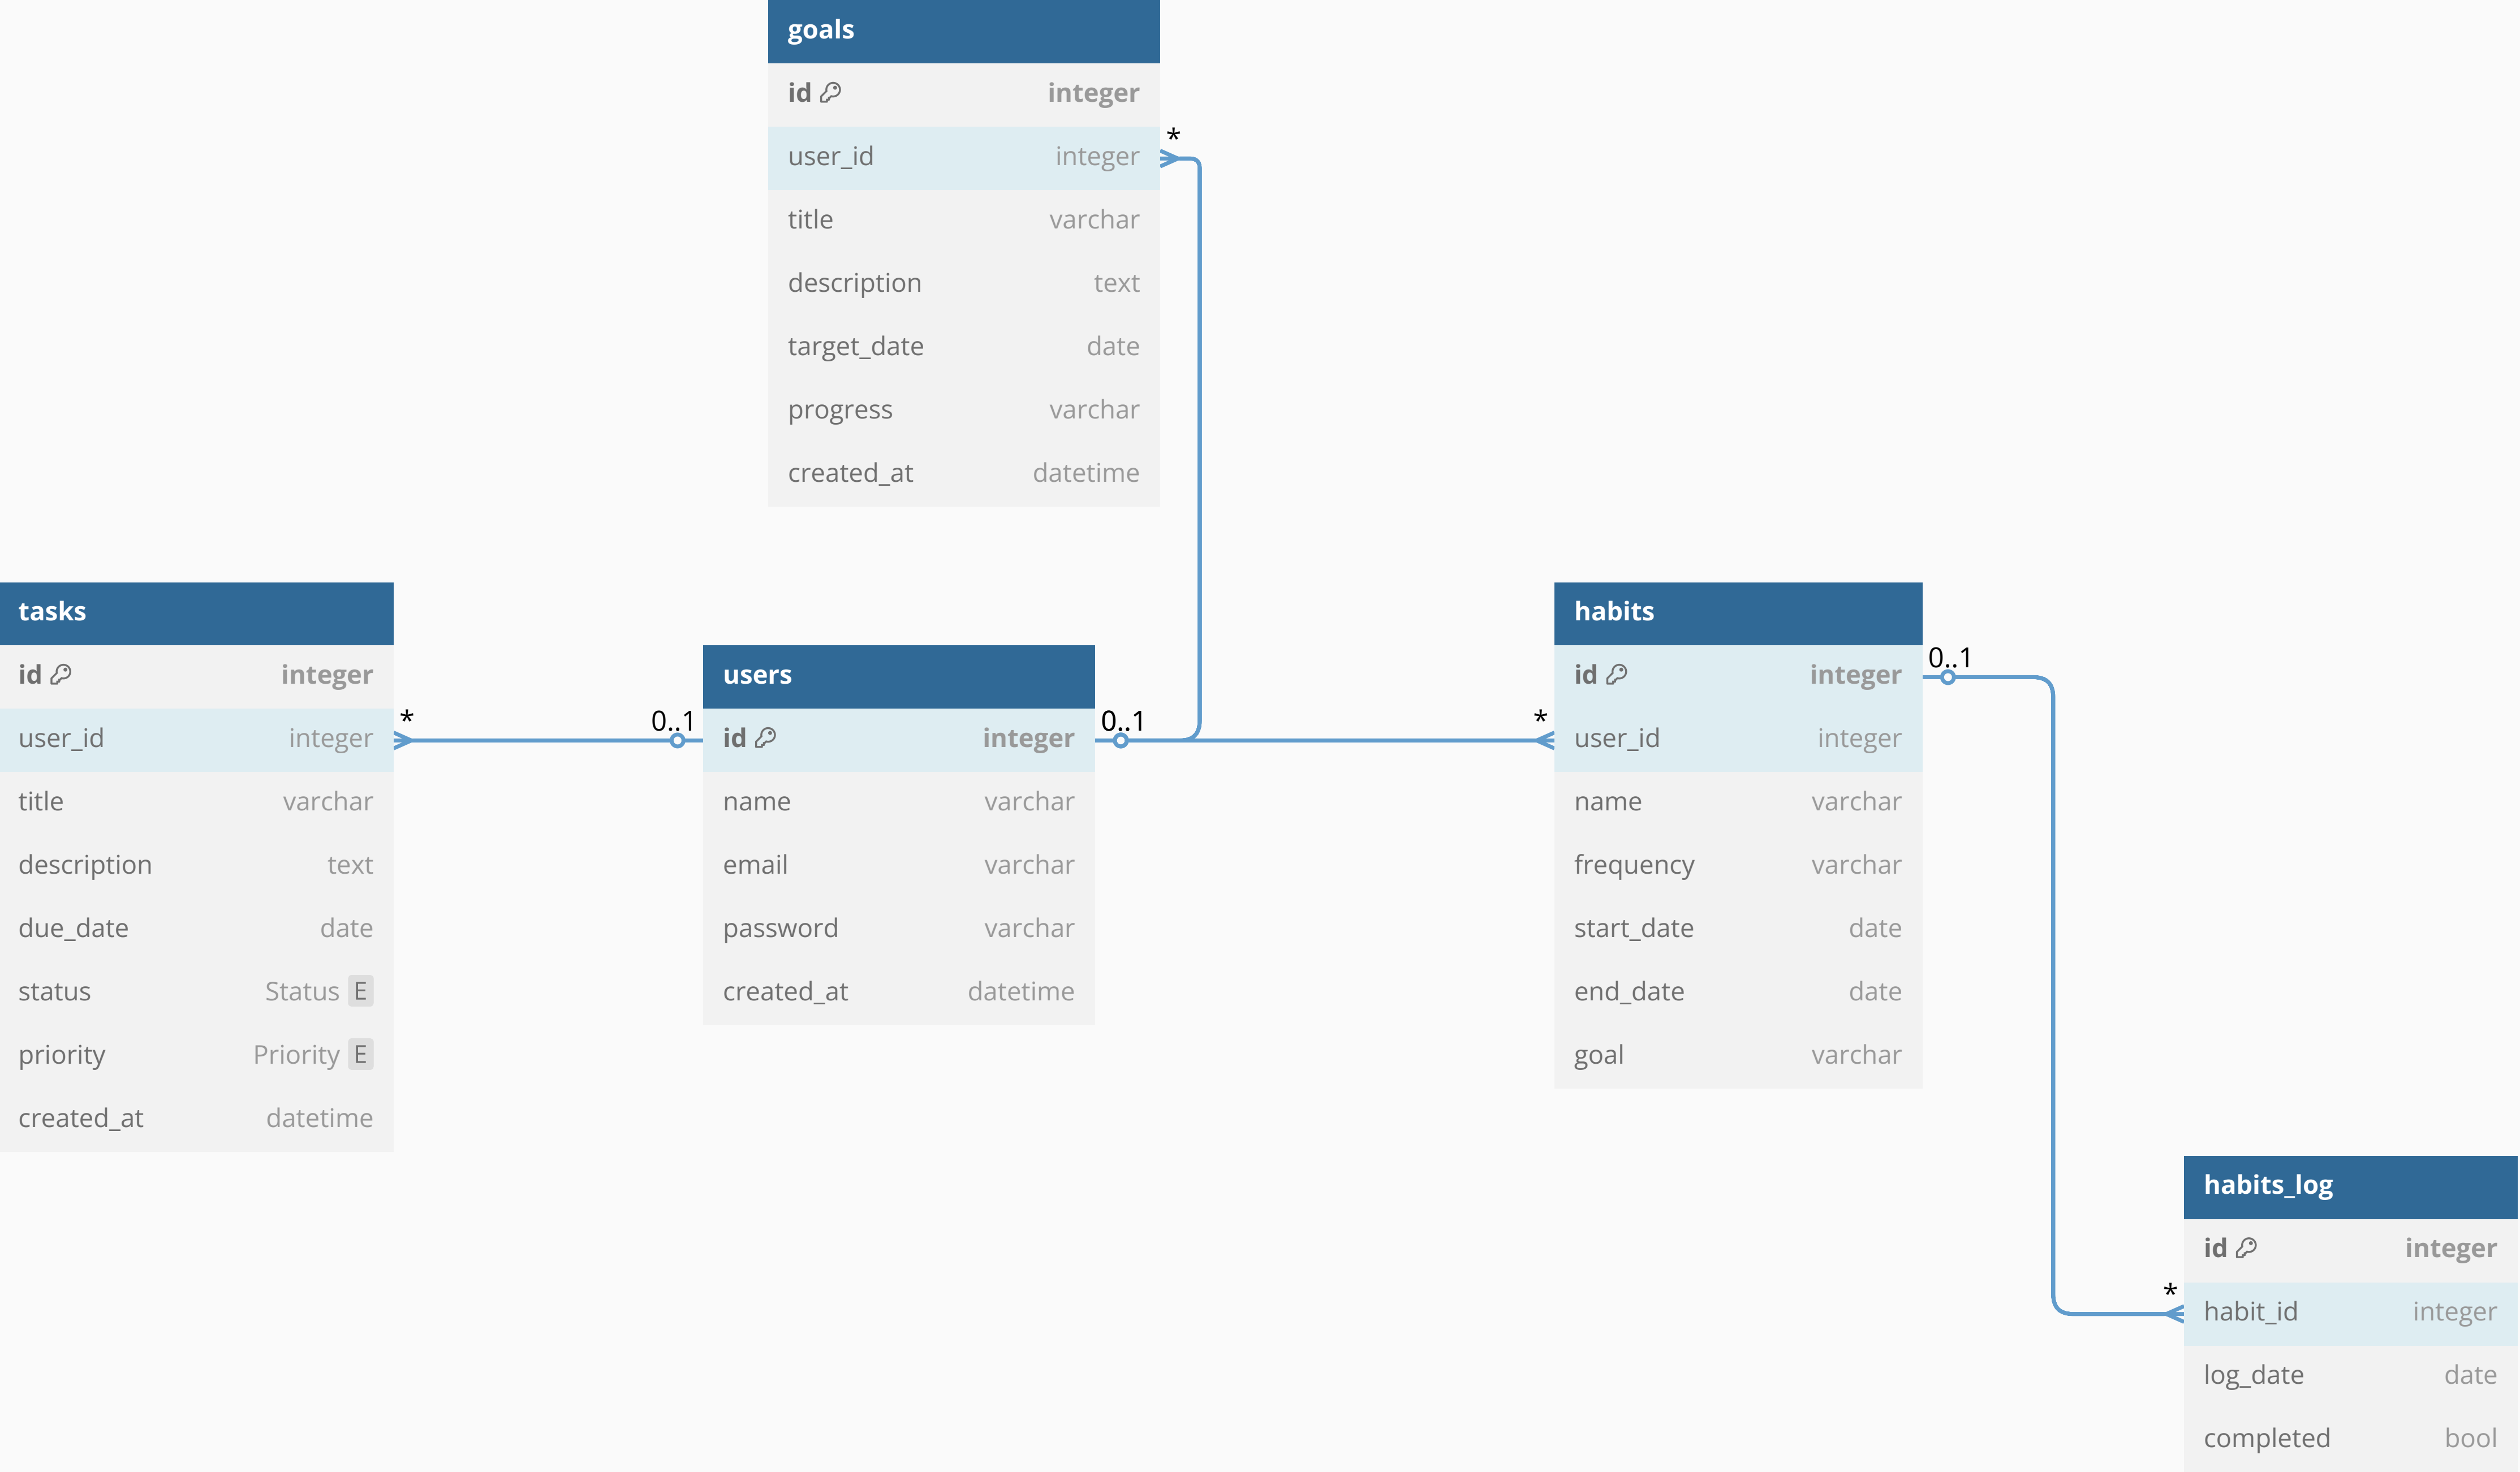 goals
id integer
*
user_id integer
title varchar
description text
target_date date
progress varchar
created_at datetime
tasks
id integer
*
user_id integer
title varchar
description text
due_date date
status Status E
priority Priority E
created_at datetime
users
0..1
id integer
0..1
name varchar
email varchar
password varchar
created_at datetime
habits
id integer
0..1
*
user_id integer
name varchar
frequency varchar
start_date date
end_date date
goal varchar
habits_log
id integer
*
habit_id integer
log_date date
completed bool